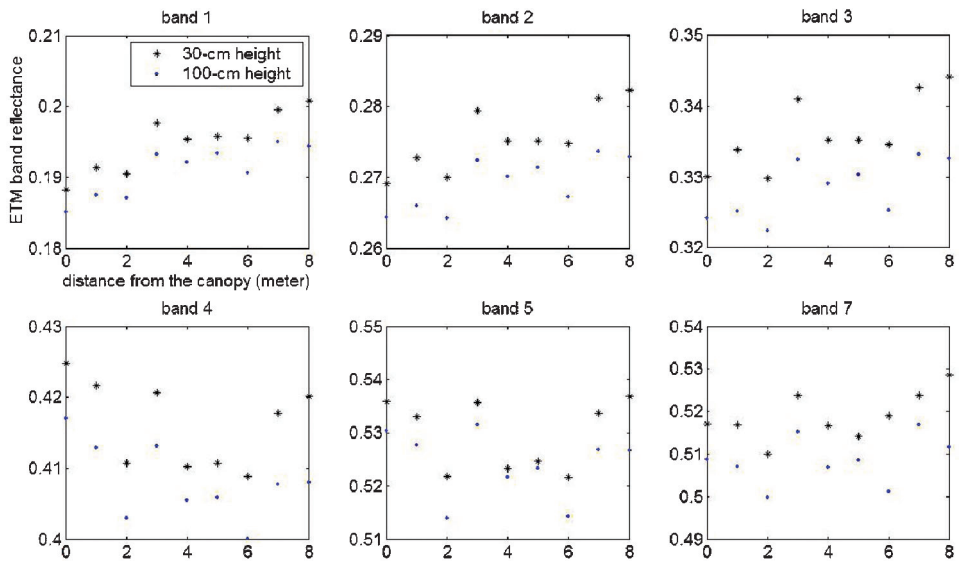 band 1
band 2
band 3
0.21
0.2
0.19
0.18
ETM band reflectance
30-cm height
100-cm height
0 2 4 6 8
distance from the canopy (meter)
0.29
0.28
0.27
0.26
0 2 4 6 8
0.35
0.34
0.33
0.32
0 2 4 6 8
band 4
band 5
band 7
0.43
0.42
0.41
0.4
0 2 4 6 8
0.55
0.54
0.53
0.52
0.51
0 2 4 6 8
0.54
0.53
0.52
0.51
0.5
0.49
0 2 4 6 8